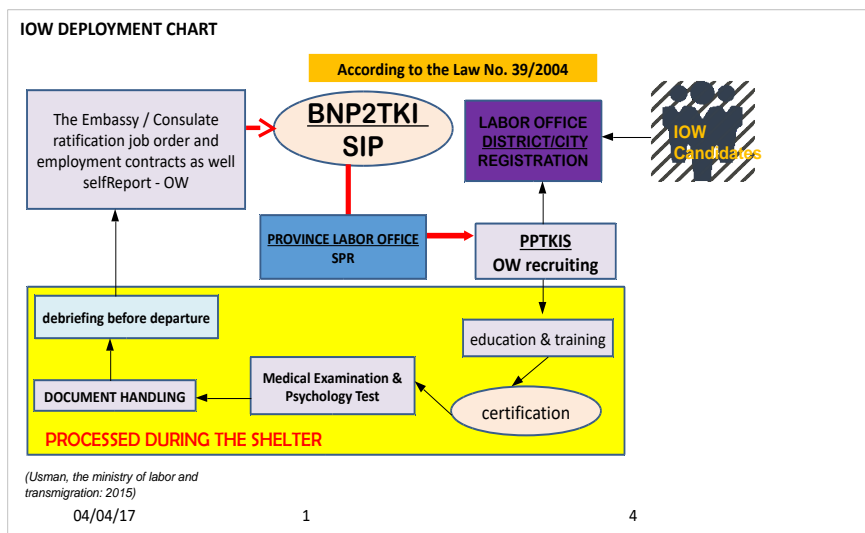 IOW DEPLOYMENT CHART
According to the Law No. 39/2004
The Embassy / Consulate
ratification job order and
employment contracts as well
selfReport - OW
BNP2TKI
SIP
LABOR OFFICE
DISTRICT/CITY
REGISTRATION
IOW
Candidates
PROVINCE LABOR OFFICE
SPR
PPTKIS
OW recruiting
debriefing before departure
education & training
Medical Examination &
Psychology Test
DOCUMENT HANDLING
certification
PROCESSED DURING THE SHELTER
(Usman, the ministry of labor and
transmigration: 2015)
04/04/17 1 4